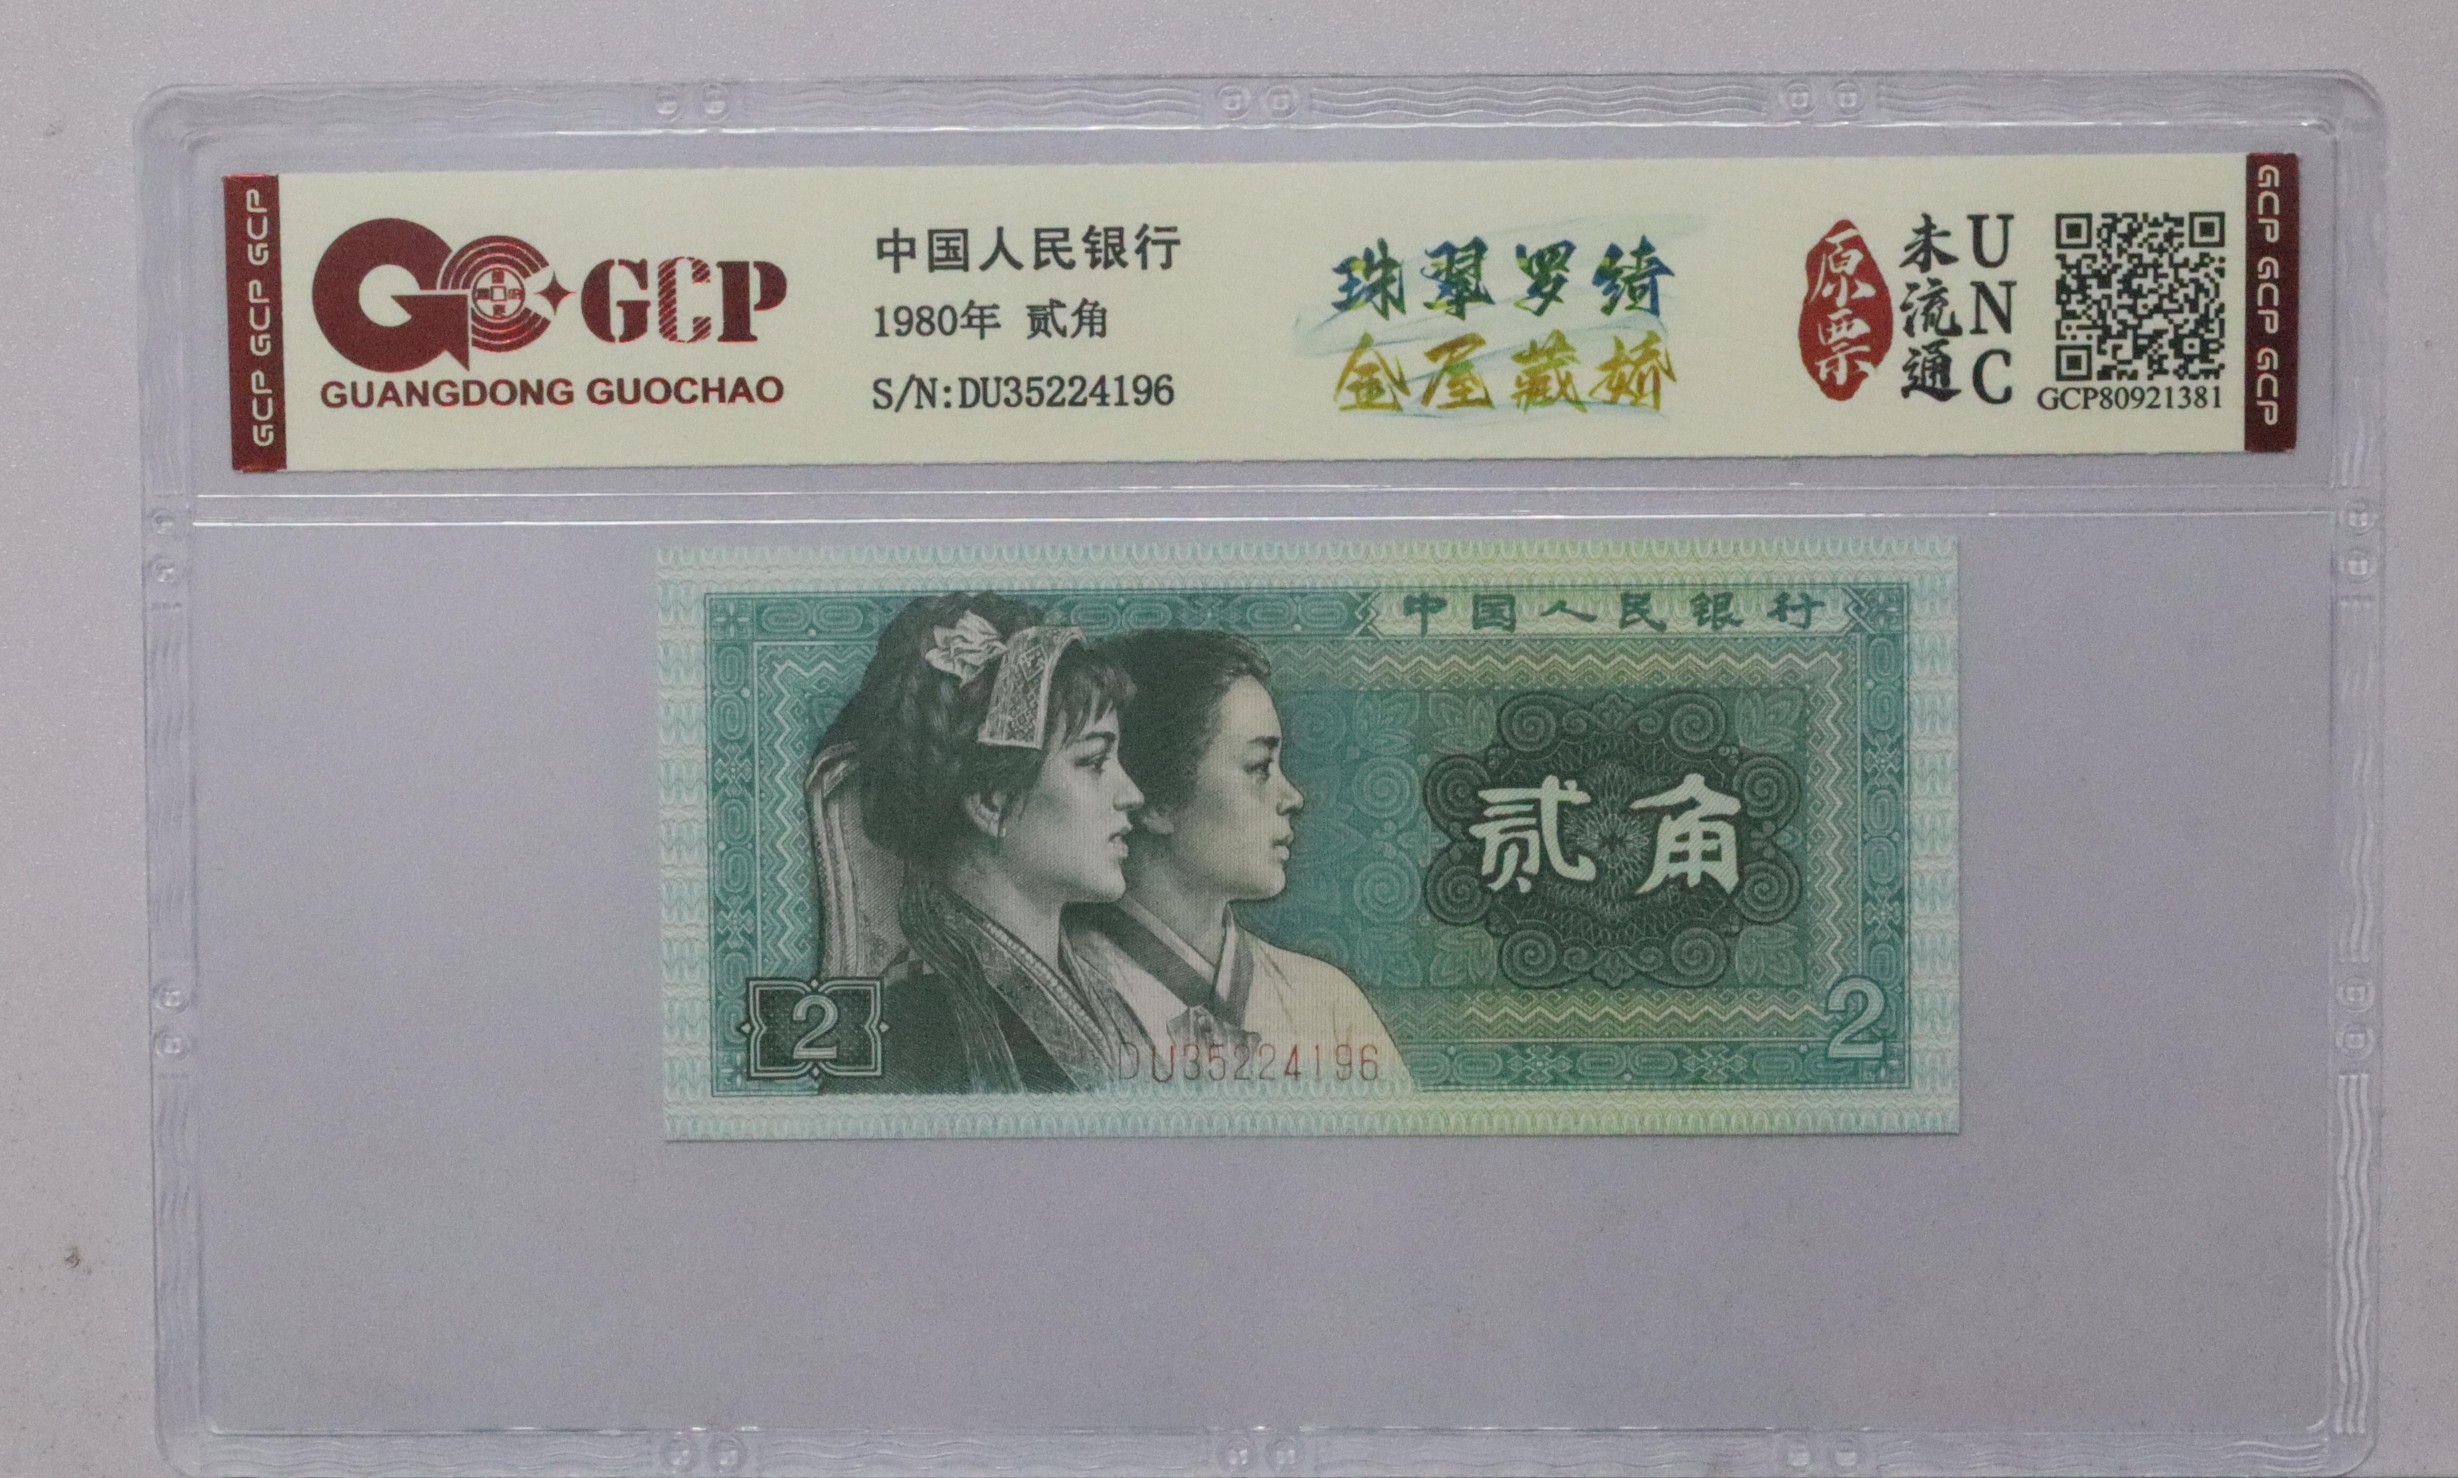 GCP GCP GCP
GCP
GUANGDONG GUOCHAO
中国人民银行
1980年 贰角
S/N:DU35224196
珠翠罗绮
金屋藏娇
原票
未流通
UNC
GCP80921381
GCP GCP GCP
中国人民银行
贰角
2
2
DU35224196